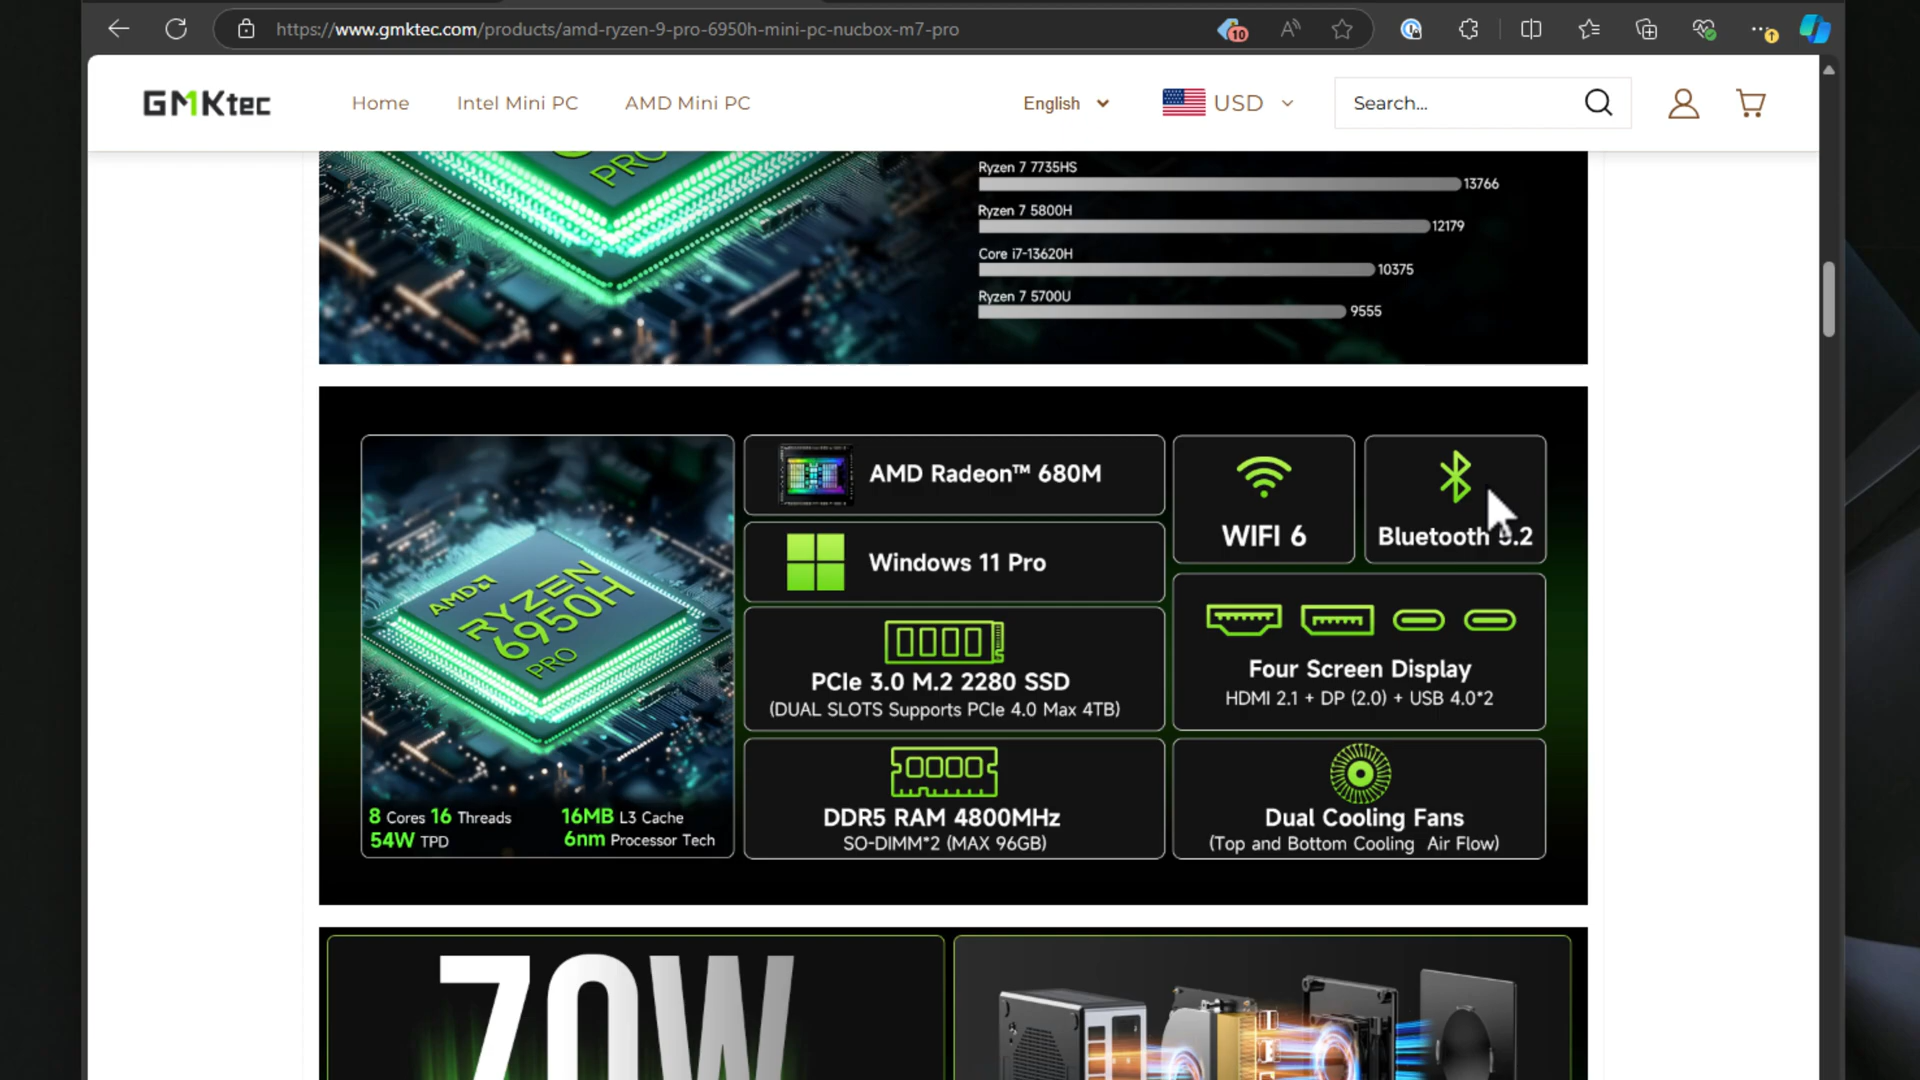 https://www.gmktec.com/products/amd-ryzen-9-pro-6950h-mini-pc-nucbox-m7-pro
10
GMKtec
Home
Intel Mini PC
AMD Mini PC
English
USD
Search...
PRO
Ryzen 7 7735HS
13766
Ryzen 7 5800H
12179
Core i7-13620H
10375
Ryzen 7 5700U
9555
AMD
RYZEN
6950H
PRO
8 Cores 16 Threads
54W TPD
16MB L3 Cache
6nm Processor Tech
AMD Radeon™ 680M
Windows 11 Pro
PCIe 3.0 M.2 2280 SSD
(DUAL SLOTS Supports PCIe 4.0 Max 4TB)
DDR5 RAM 4800MHz
SO-DIMM*2 (MAX 96GB)
WIFI 6
Bluetooth 5.2
Four Screen Display
HDMI 2.1 + DP (2.0) + USB 4.0*2
Dual Cooling Fans
(Top and Bottom Cooling Air Flow)
70W